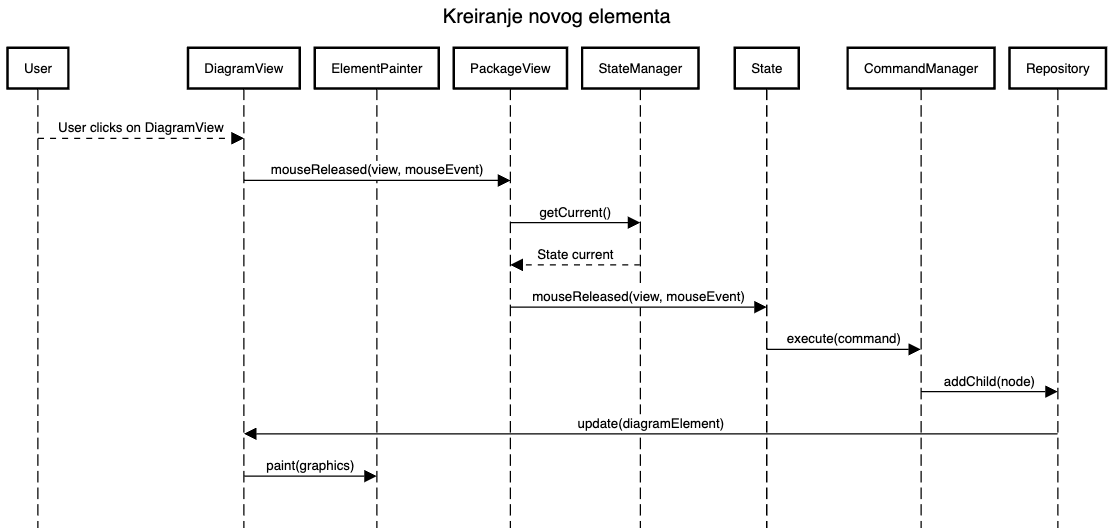 Kreiranje novog elementa
User
DiagramView
ElementPainter
PackageView
StateManager
State
CommandManager
Repository
User clicks on DiagramView
mouseReleased(view, mouseEvent)
getCurrent()
State current
mouseReleased(view, mouseEvent)
execute(command)
addChild(node)
update(diagramElement)
paint(graphics)